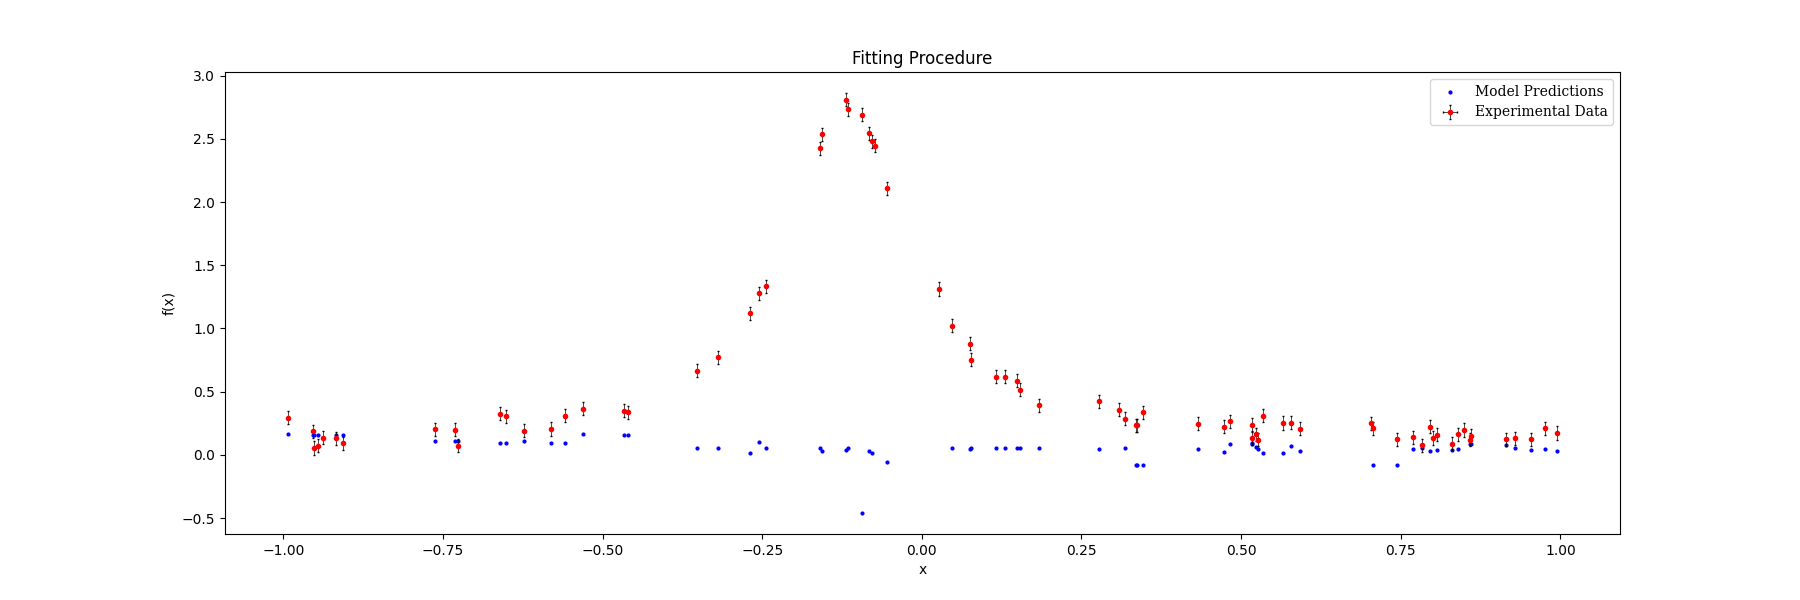 Fitting Procedure
3.0
2.5
2.0
1.5
1.0
0.5
0.0
−0.5
f(x)
Model Predictions
Experimental Data
−1.00 −0.75 −0.50 −0.25 0.00 0.25 0.50 0.75 1.00
x